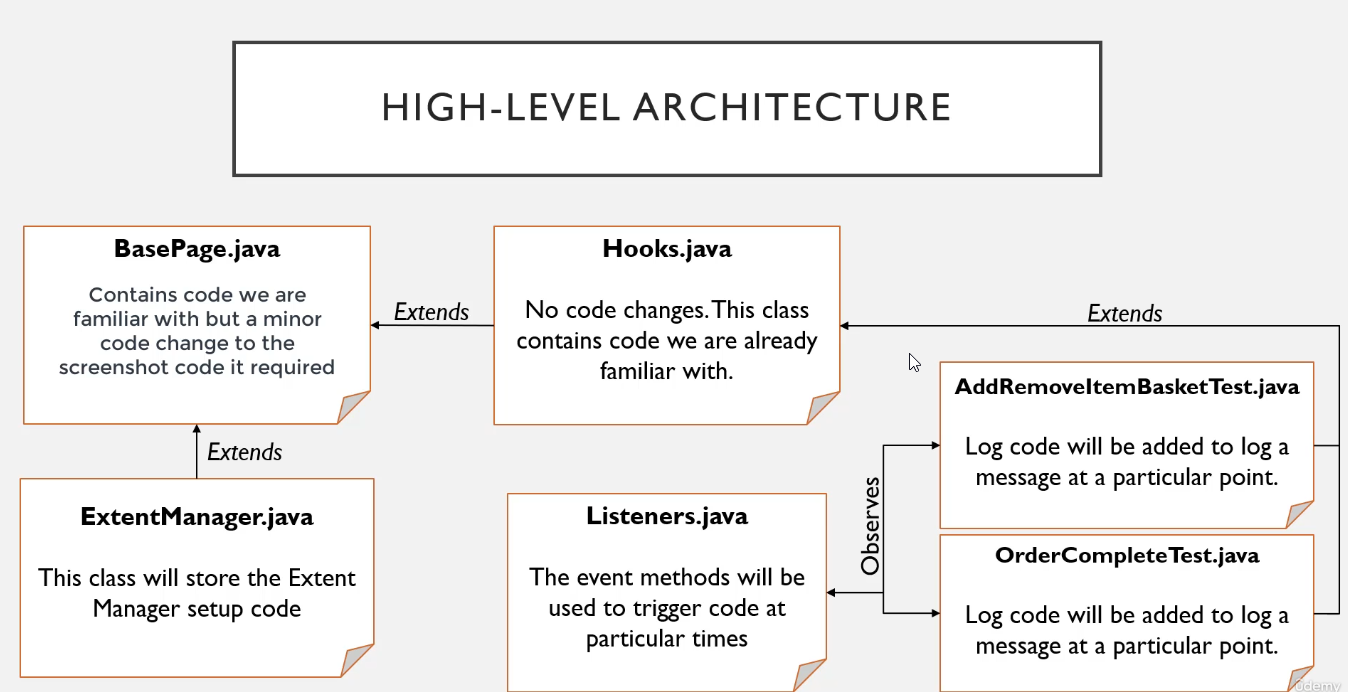 HIGH-LEVEL ARCHITECTURE
BasePage.java
Contains code we are
familiar with but a minor
code change to the
screenshot code it required
Extends
Hooks.java
No code changes. This class
contains code we are already
familiar with.
Extends
Extends
ExtentManager.java
This class will store the Extent
Manager setup code
Listeners.java
The event methods will be
used to trigger code at
particular times
Observes
AddRemoveItemBasketTest.java
Log code will be added to log a
message at a particular point.
OrderCompleteTest.java
Log code will be added to log a
message at a particular point.
Udemy